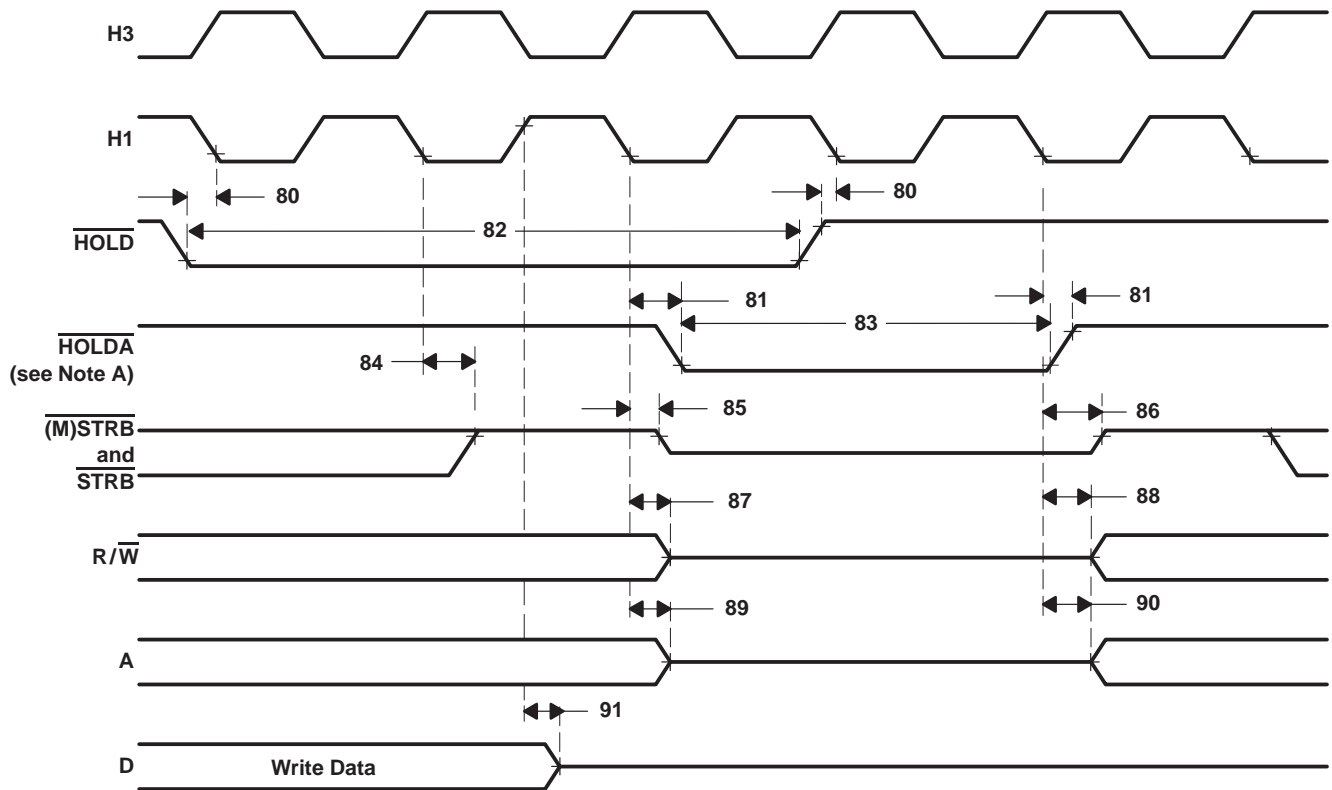 H3
H1
80
80
HOLD
82
81
81
83
HOLDA
(see Note A)
84
85
86
(M)STRB
and
STRB
87
88
R/W
89
90
A
91
D
Write Data